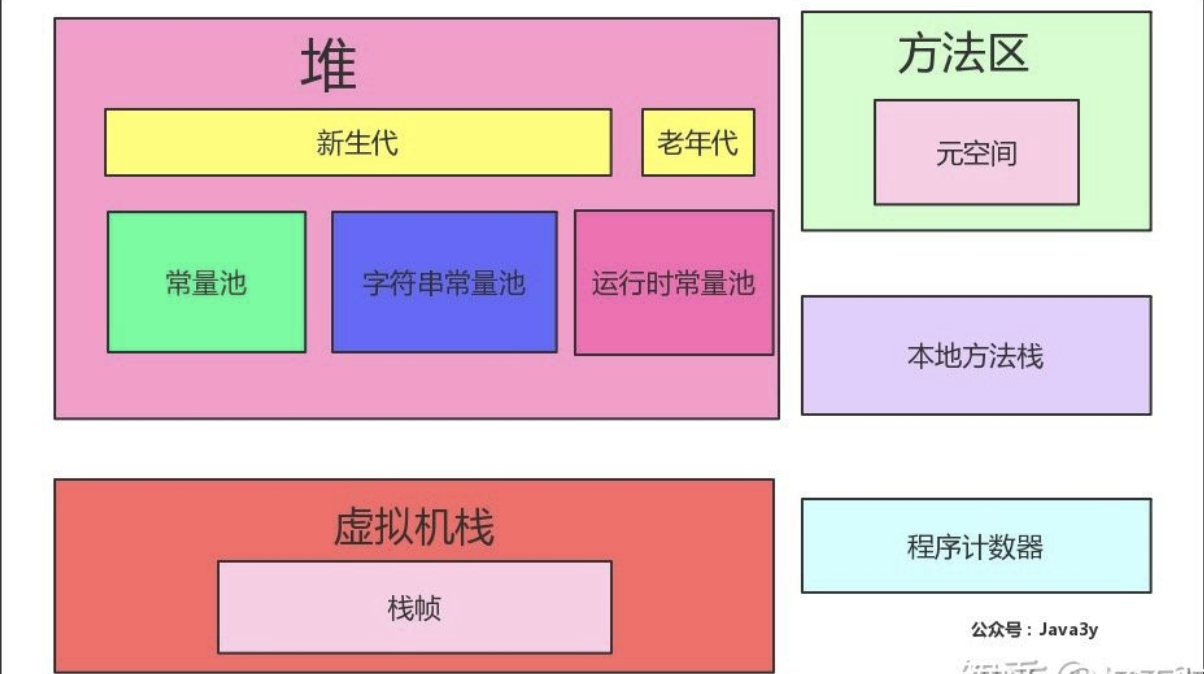 堆
新生代
老年代
常量池
字符串常量池
运行时常量池
方法区
元空间
本地方法栈
虚拟机栈
栈帧
程序计数器
公众号：Java3y